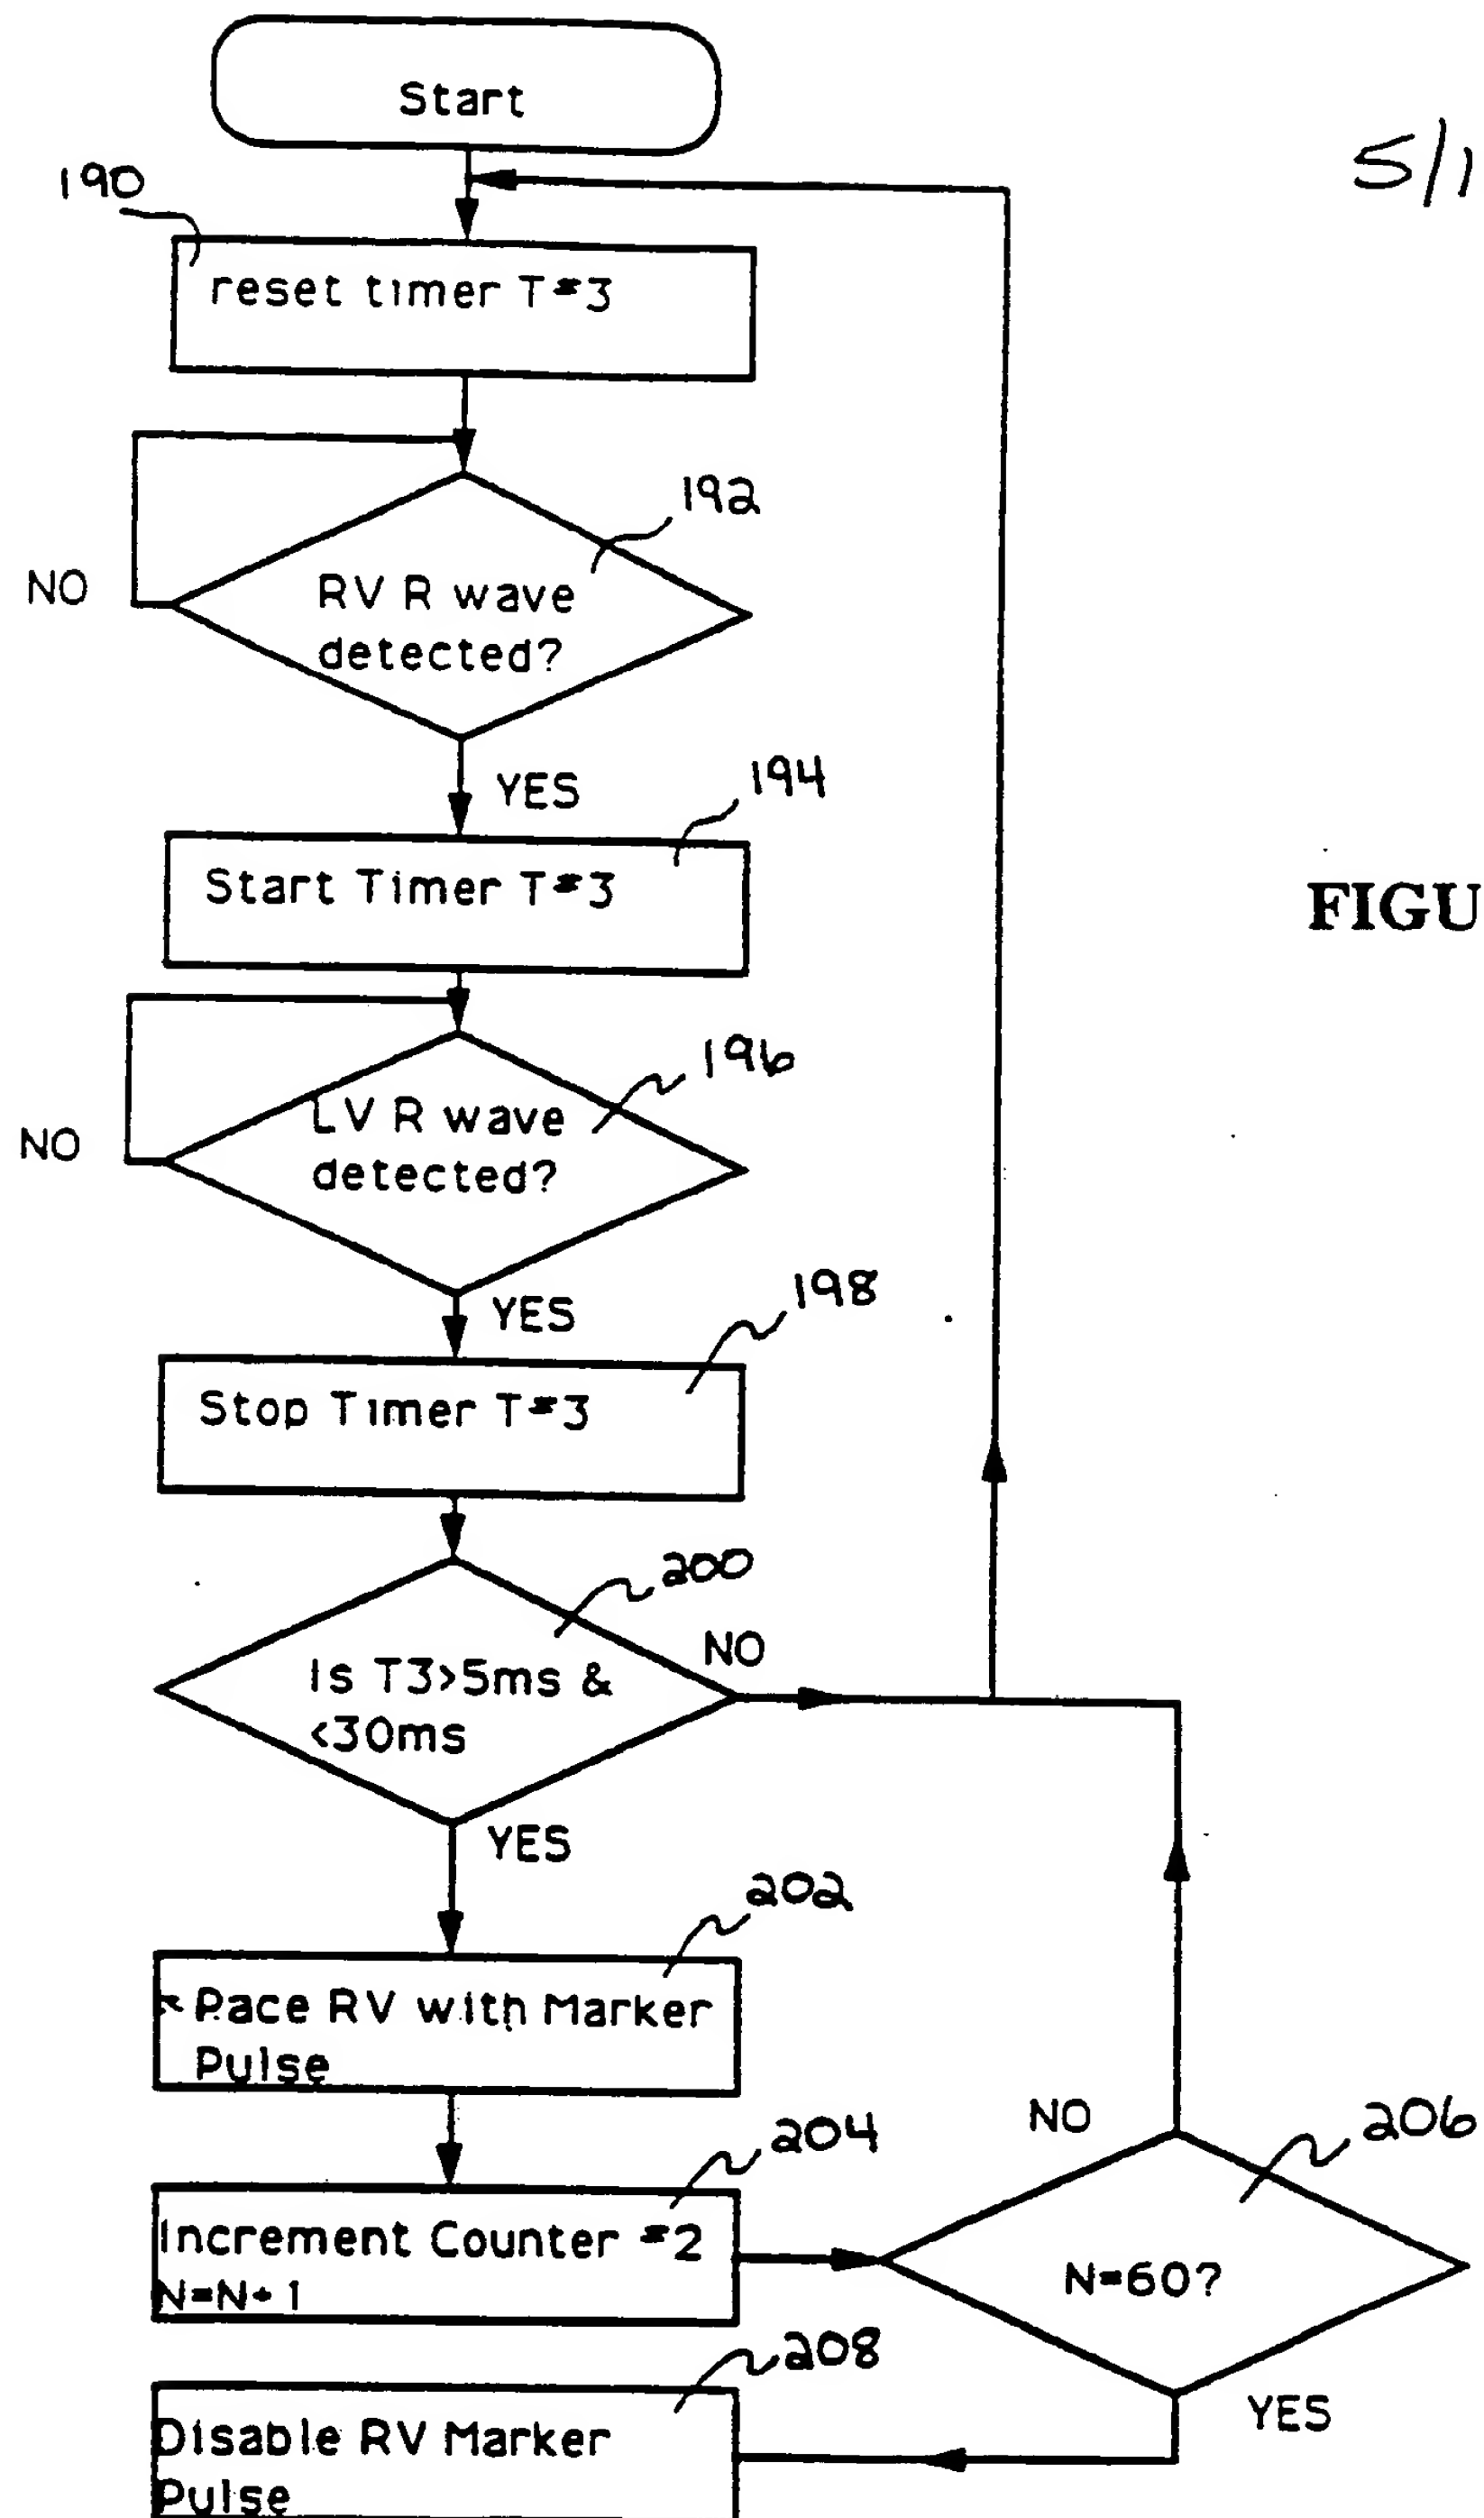 Start
5/1
190
reset timer T#3
192
NO
RV R wave
detected?
YES
194
Start Timer T#3
FIGU
196
LV R wave
NO
detected?
198
YES
Stop Timer T#3
200
NO
Is T3>5ms &
<30ms
YES
202
Pace RV with Marker
Pulse
204
NO
206
Increment Counter #2
N=N+1
N=60?
208
YES
Disable RV Marker
Pulse